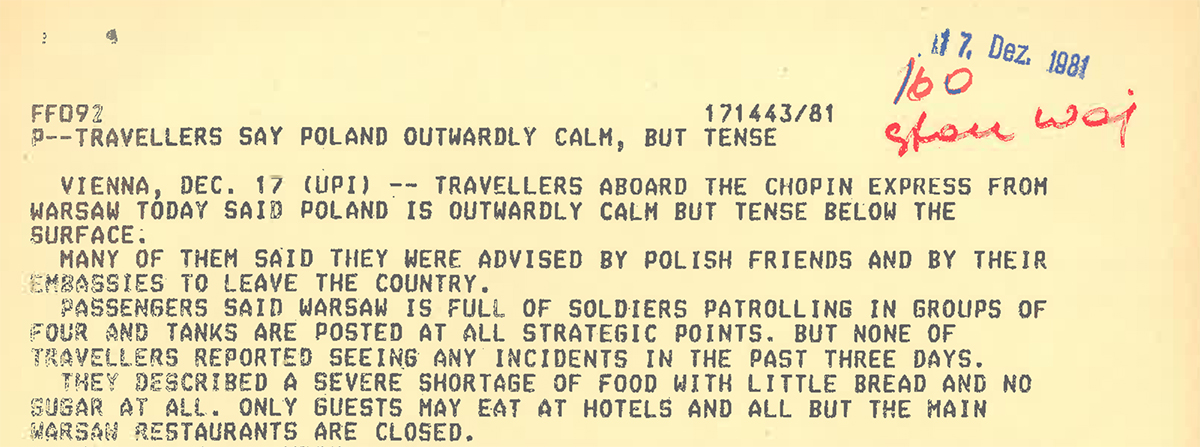 17. Dez. 1981
160
stan woj
FF092 171443/81
P--TRAVELLERS SAY POLAND OUTWARDLY CALM, BUT TENSE
VIENNA, DEC. 17 (UPI) -- TRAVELLERS ABOARD THE CHOPIN EXPRESS FROM
WARSAW TODAY SAID POLAND IS OUTWARDLY CALM BUT TENSE BELOW THE
SURFACE.
MANY OF THEM SAID THEY WERE ADVISED BY POLISH FRIENDS AND BY THEIR
EMBASSIES TO LEAVE THE COUNTRY.
PASSENGERS SAID WARSAW IS FULL OF SOLDIERS PATROLLING IN GROUPS OF
FOUR AND TANKS ARE POSTED AT ALL STRATEGIC POINTS. BUT NONE OF
TRAVELLERS REPORTED SEEING ANY INCIDENTS IN THE PAST THREE DAYS.
THEY DESCRIBED A SEVERE SHORTAGE OF FOOD WITH LITTLE BREAD AND NO
SUGAR AT ALL. ONLY GUESTS MAY EAT AT HOTELS AND ALL BUT THE MAIN
WARSAW RESTAURANTS ARE CLOSED.